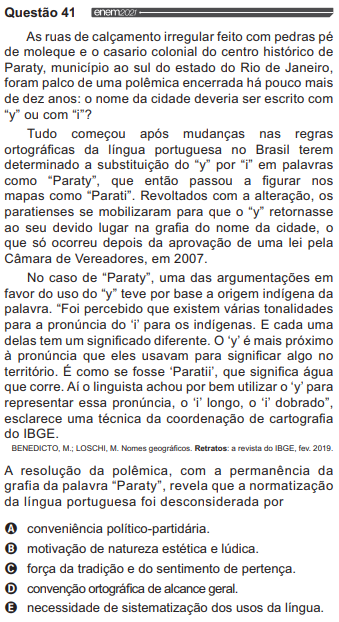 Questão 41 enem2021
As ruas de calçamento irregular feito com pedras pé
de moleque e o casario colonial do centro histórico de
Paraty, município ao sul do estado do Rio de Janeiro,
foram palco de uma polêmica encerrada há pouco mais
de dez anos: o nome da cidade deveria ser escrito com
“y” ou com “i”?
Tudo começou após mudanças nas regras
ortográficas da língua portuguesa no Brasil terem
determinado a substituição do “y” por “i” em palavras
como “Paraty”, que então passou a figurar nos
mapas como “Parati”. Revoltados com a alteração, os
paratienses se mobilizaram para que o “y” retornasse
ao seu devido lugar na grafia do nome da cidade, o
que só ocorreu depois da aprovação de uma lei pela
Câmara de Vereadores, em 2007.
No caso de “Paraty”, uma das argumentações em
favor do uso do “y” teve por base a origem indígena da
palavra. “Foi percebido que existem várias tonalidades
para a pronúncia do ‘i’ para os indígenas. E cada uma
delas tem um significado diferente. O ‘y’ é mais próximo
à pronúncia que eles usavam para significar algo no
território. É como se fosse ‘Paratii’, que significa água
que corre. Aí o linguista achou por bem utilizar o ‘y’ para
representar essa pronúncia, o ‘i’ longo, o ‘i’ dobrado”,
esclarece uma técnica da coordenação de cartografia
do IBGE.
BENEDICTO, M.; LOSCHI, M. Nomes geográficos. Retratos: a revista do IBGE, fev. 2019.
A resolução da polêmica, com a permanência da
grafia da palavra “Paraty”, revela que a normatização
da língua portuguesa foi desconsiderada por
A conveniência político-partidária.
B motivação de natureza estética e lúdica.
C força da tradição e do sentimento de pertença.
D convenção ortográfica de alcance geral.
E necessidade de sistematização dos usos da língua.